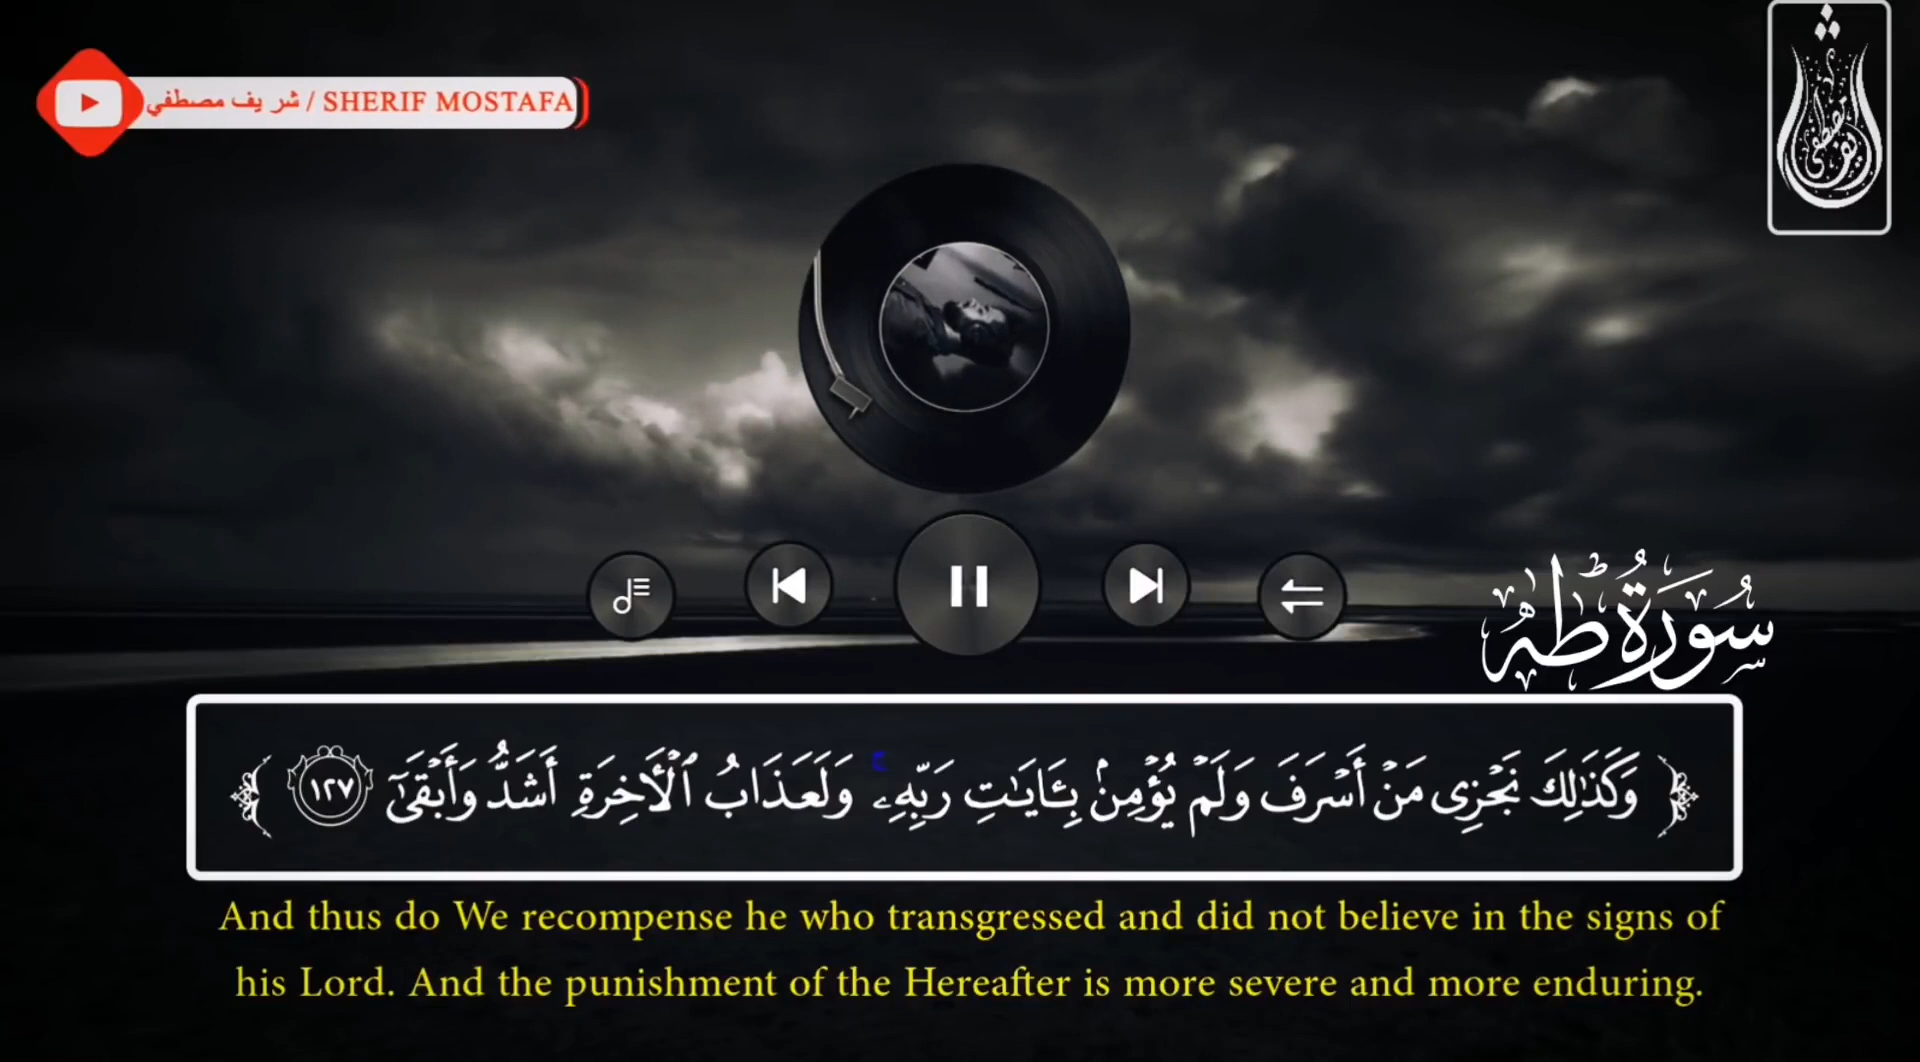 شريف مصطفي / SHERIF MOSTAFA
سُورَةُ طه
وَكَذَٰلِكَ نَجْزِى مَنْ أَسْرَفَ وَلَمْ يُؤْمِنۢ بِـَٔايَـٰتِ رَبِّهِۦ ۚ وَلَعَذَابُ ٱلْـَٔاخِرَةِ أَشَدُّ وَأَبْقَىٰٓ ١٢٧
And thus do We recompense he who transgressed and did not believe in the signs of
his Lord. And the punishment of the Hereafter is more severe and more enduring.